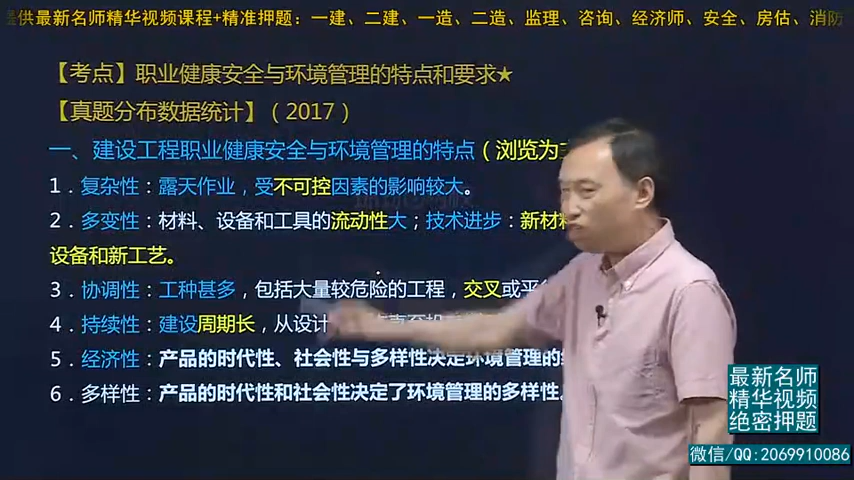 是供最新名师精华视频课程+精准押题：一建、二建、一造、二造、监理、咨询、经济师、安全、房估、消防
【考点】职业健康安全与环境管理的特点和要求★
【真题分布数据统计】（2017）
一、建设工程职业健康安全与环境管理的特点（浏览为
1．复杂性：露天作业，受不可控因素的影响较大。
2．多变性：材料、设备和工具的流动性大；技术进步：新材
设备和新工艺。
3．协调性：工种甚多，包括大量较危险的工程，交叉或平
4．持续性：建设周期长，从设计
5．经济性：产品的时代性、社会性与多样性决定环境管理的
6．多样性：产品的时代性和社会性决定了环境管理的多样性。
最新名师
精华视频
绝密押题
微信/QQ:2069910086